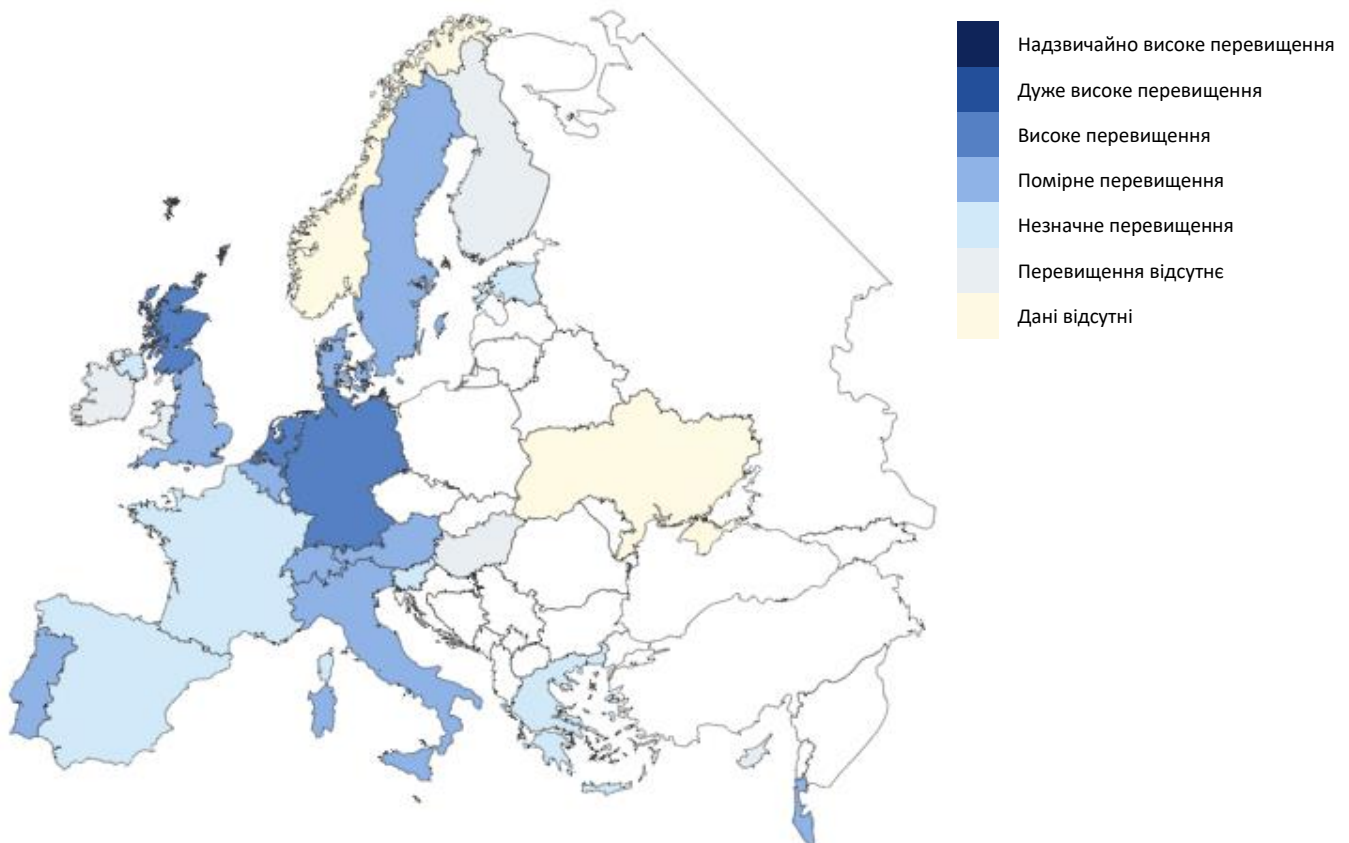 Надзвичайно високе перевищення
Дуже високе перевищення
Високе перевищення
Помірне перевищення
Незначне перевищення
Перевищення відсутнє
Дані відсутні